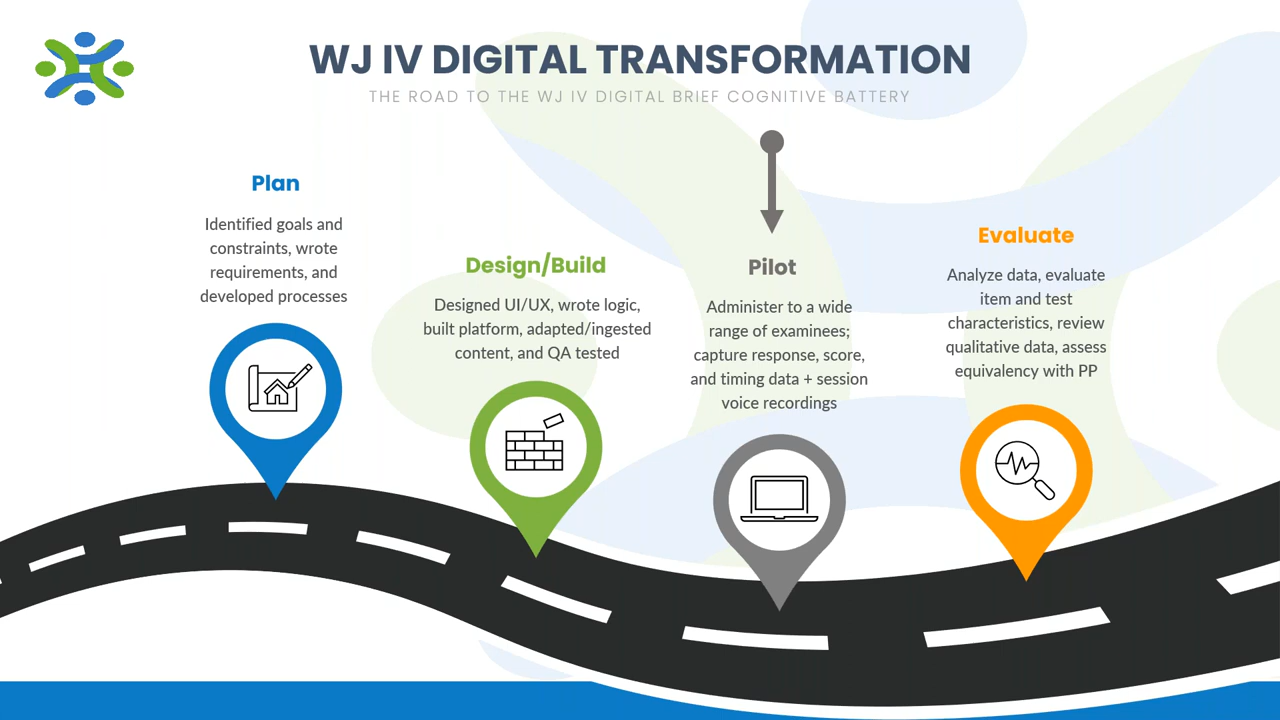 WJ IV DIGITAL TRANSFORMATION
THE ROAD TO THE WJ IV DIGITAL BRIEF COGNITIVE BATTERY
Plan
Identified goals and
constraints, wrote
requirements, and
developed processes
Design/Build
Designed UI/UX, wrote logic,
built platform, adapted/ingested
content, and QA tested
Pilot
Administer to a wide
range of examinees;
capture response, score,
and timing data + session
voice recordings
Evaluate
Analyze data, evaluate
item and test
characteristics, review
qualitative data, assess
equivalency with PP